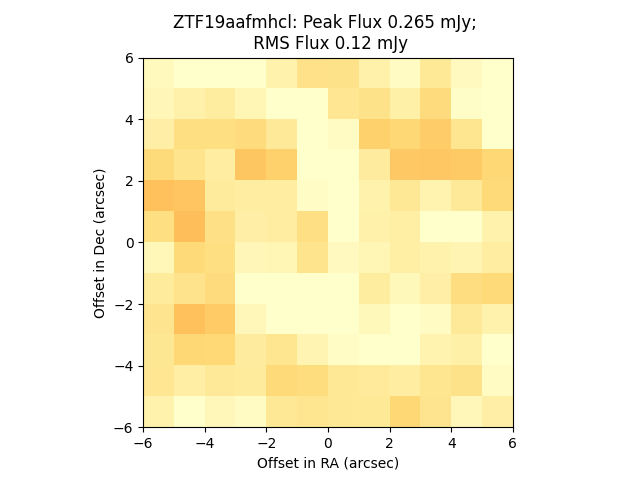 ZTF19aafmhcl: Peak Flux 0.265 mJy;
RMS Flux 0.12 mJy
6
4
2
0
−2
−4
−6
Offset in Dec (arcsec)
−6 −4 −2 0 2 4 6
Offset in RA (arcsec)